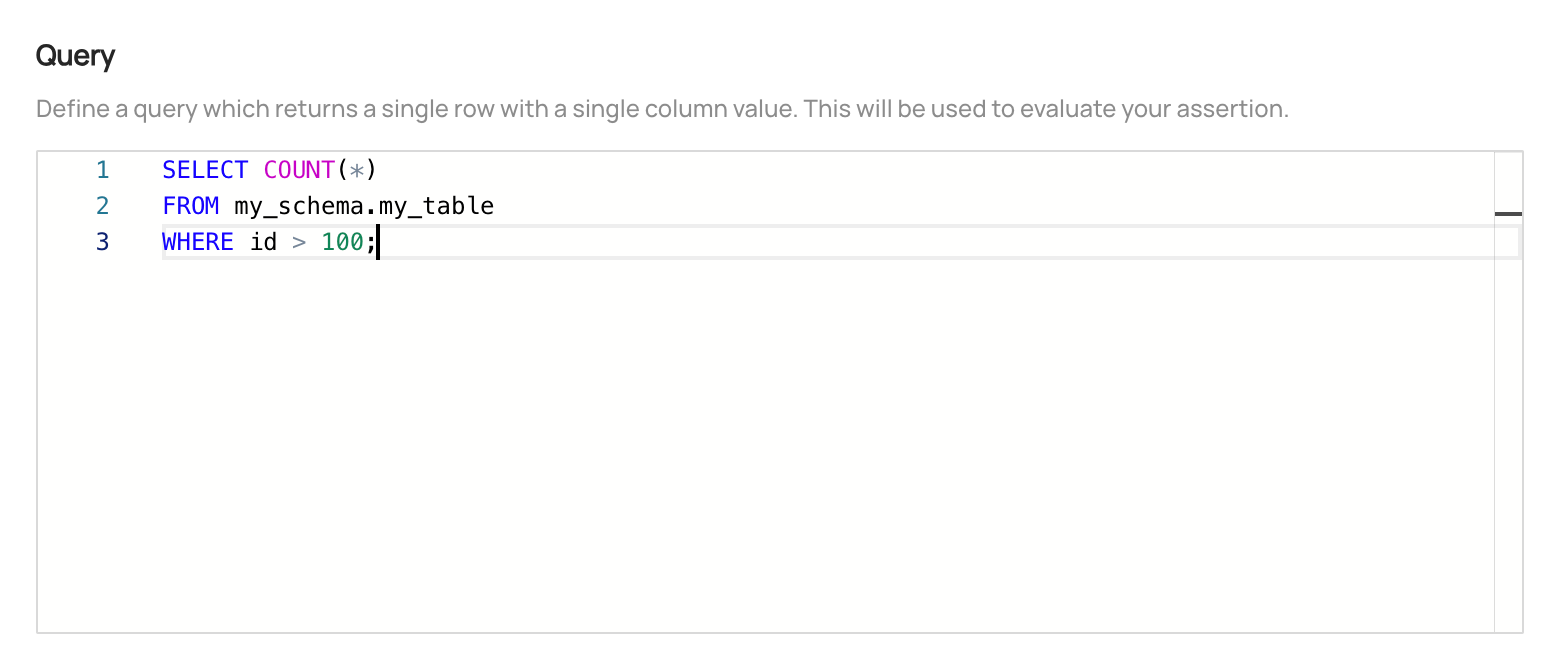 Query
Define a query which returns a single row with a single column value. This will be used to evaluate your assertion.
1 SELECT COUNT(*)
2 FROM my_schema.my_table
3 WHERE id > 100;